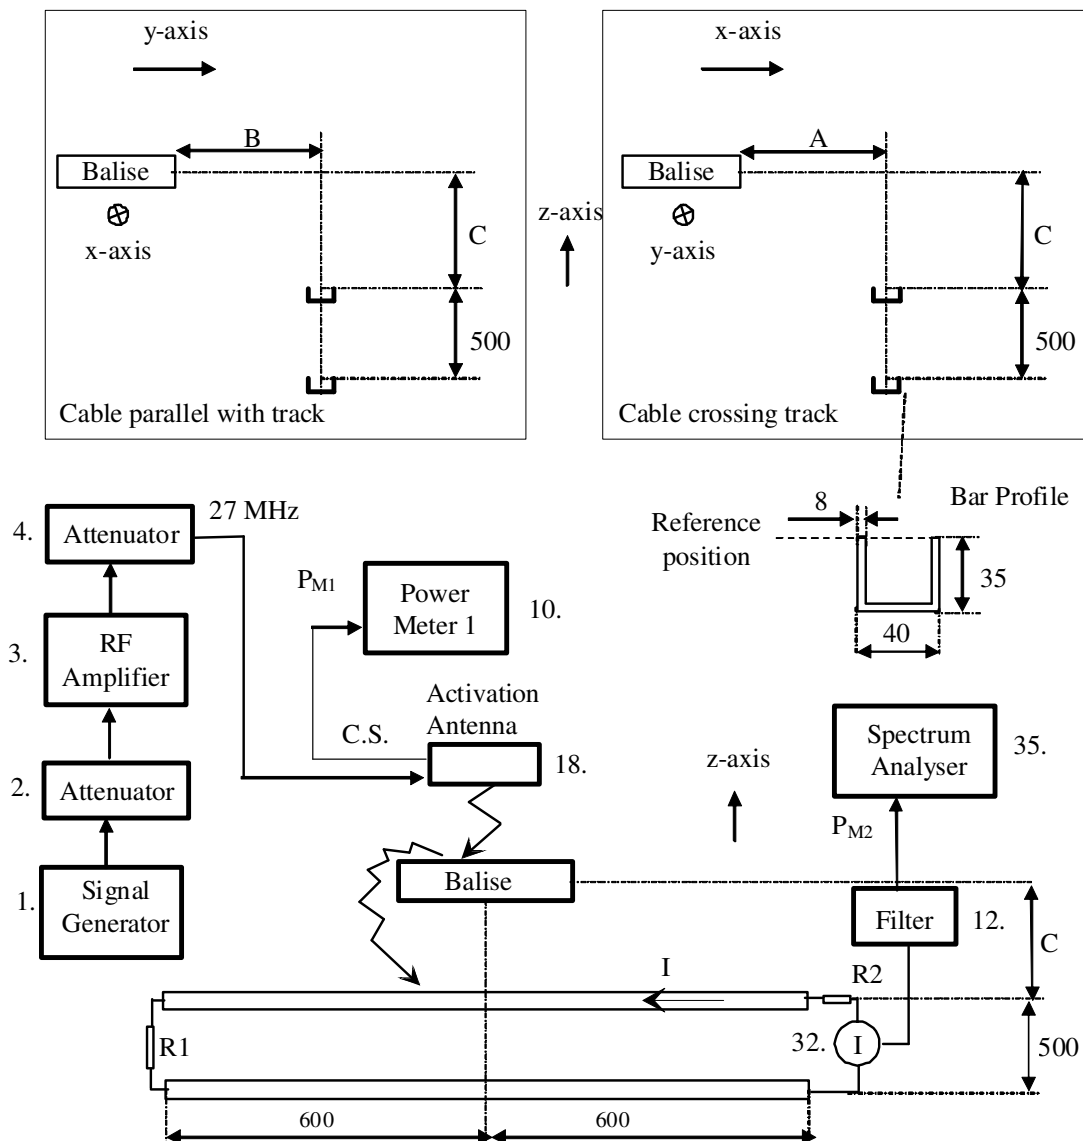 y-axis
B
Balise
x-axis
C
500
Cable parallel with track
z-axis
x-axis
A
Balise
y-axis
C
500
Cable crossing track
8
Bar Profile
Reference
position
35
40
4.
Attenuator
27 MHz
3.
RF
Amplifier
2.
Attenuator
1.
Signal
Generator
PM1
Power
Meter 1
10.
Activation
Antenna
C.S.
18.
z-axis
Spectrum
Analyser
35.
PM2
Balise
Filter
12.
C
I
R2
R1
32.
I
500
600
600